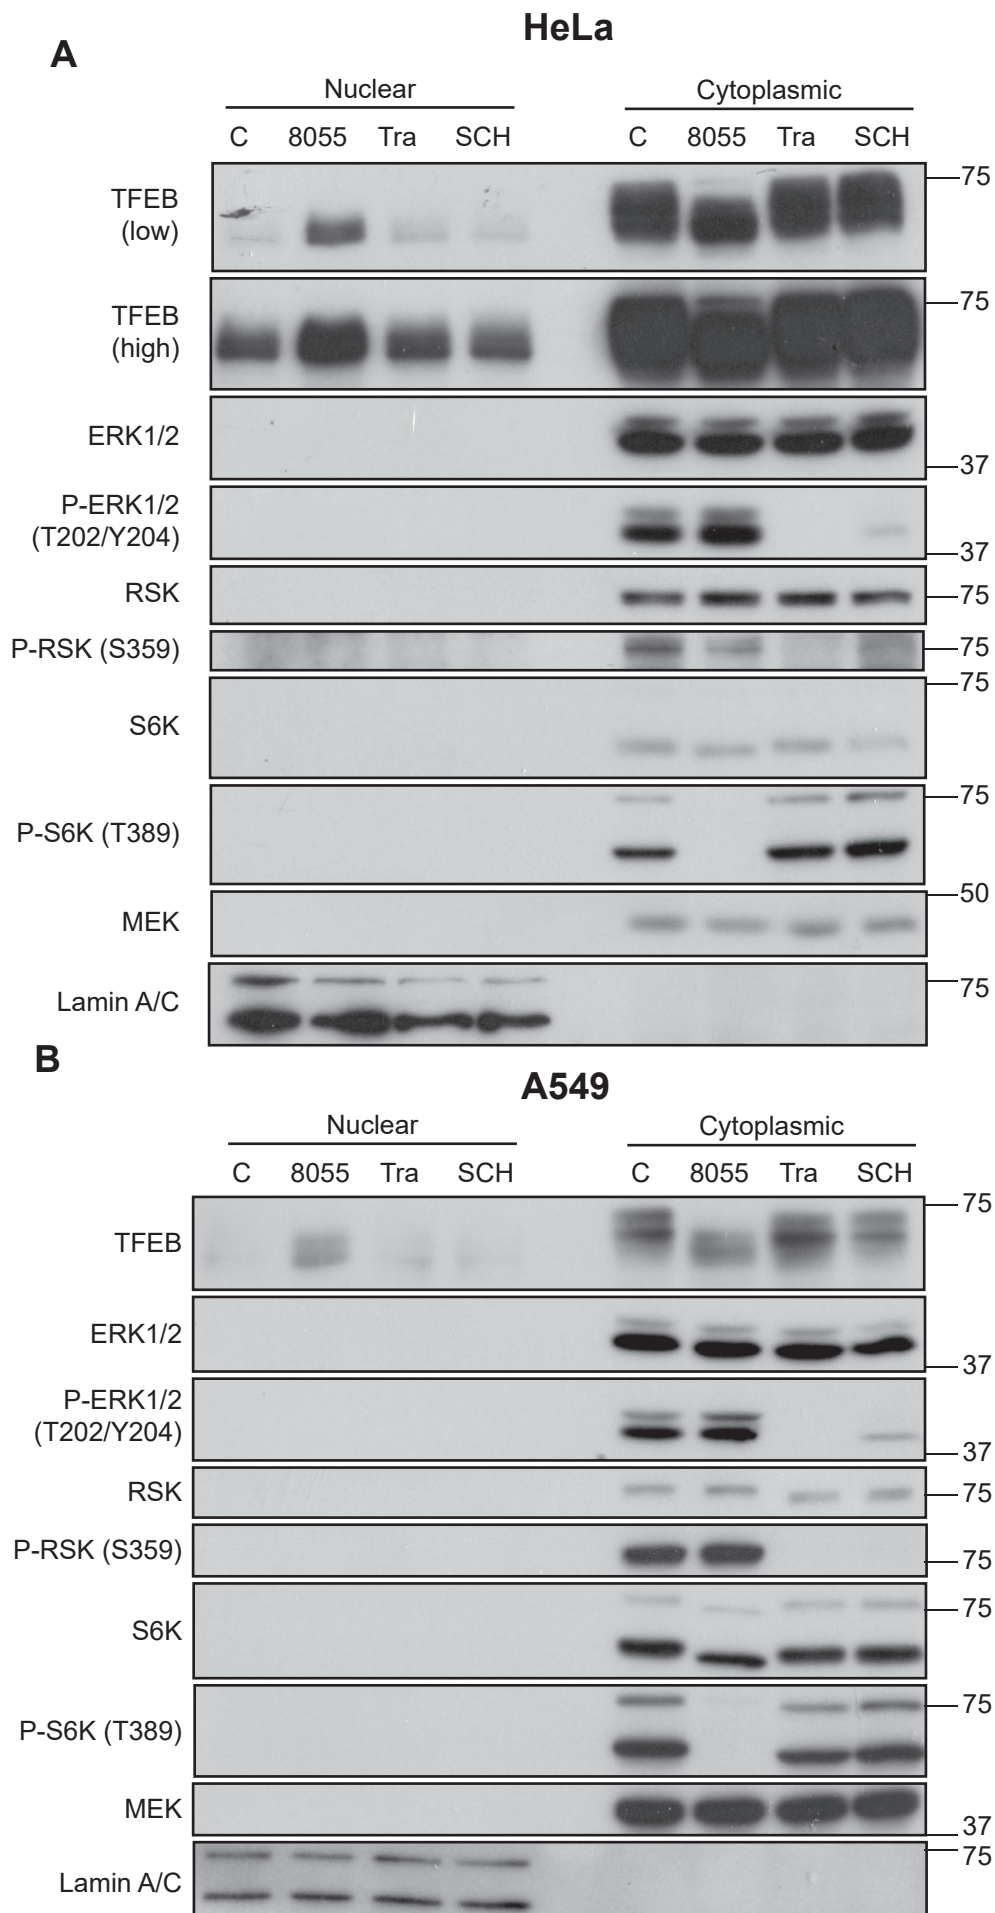 HeLa
A
Nuclear
Cytoplasmic
C 8055 Tra SCH
C 8055 Tra SCH
TFEB
(low)
75
TFEB
(high)
75
ERK1/2
37
P-ERK1/2
(T202/Y204)
37
RSK
75
P-RSK (S359)
75
75
S6K
P-S6K (T389)
75
MEK
50
Lamin A/C
75
B
A549
Nuclear
Cytoplasmic
C 8055 Tra SCH
C 8055 Tra SCH
TFEB
75
ERK1/2
37
P-ERK1/2
(T202/Y204)
37
RSK
75
P-RSK (S359)
75
S6K
75
P-S6K (T389)
75
MEK
37
Lamin A/C
75